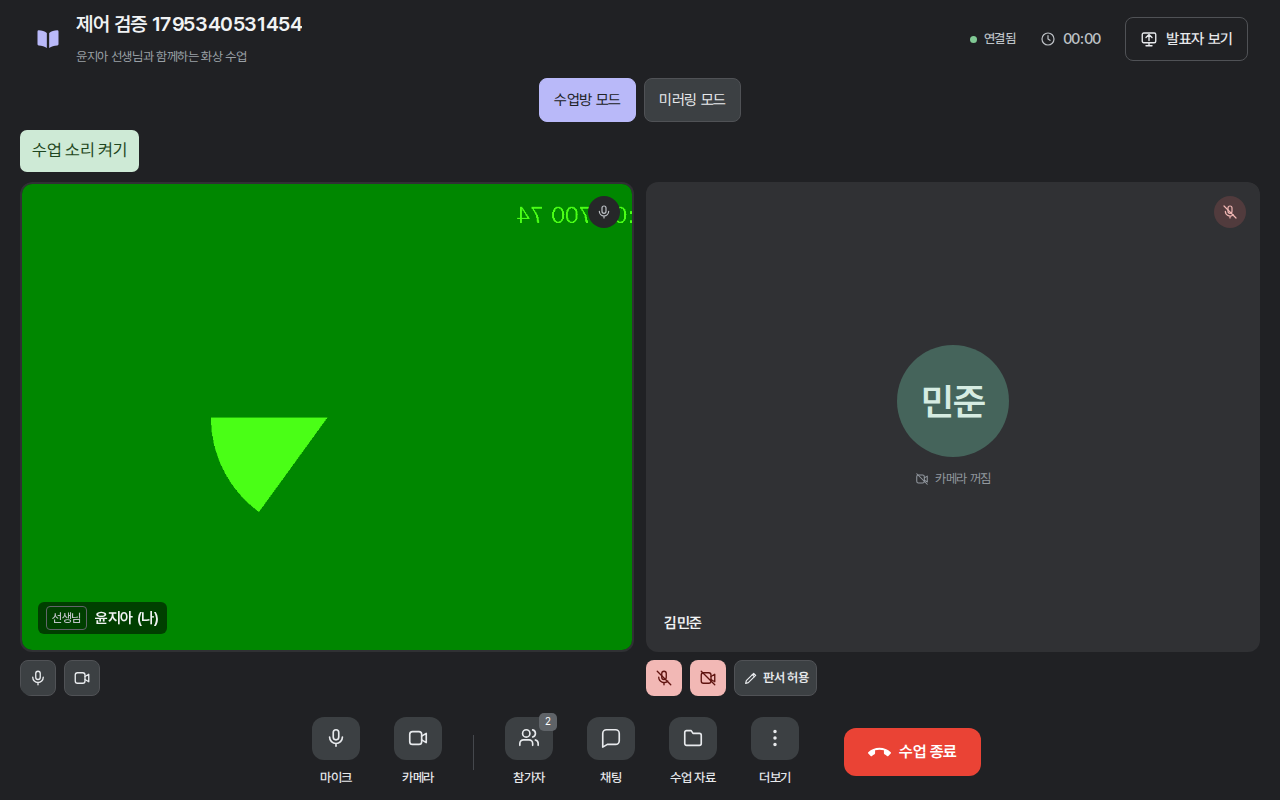 제어 검증 1795340531454
윤지아 선생님과 함께하는 화상 수업
연결됨
00:00
발표자 보기
수업방 모드
미러링 모드
수업 소리 켜기
선생님 윤지아 (나)
민준
카메라 꺼짐
김민준
판서 허용
마이크
카메라
2
참가자
채팅
수업 자료
더보기
수업 종료